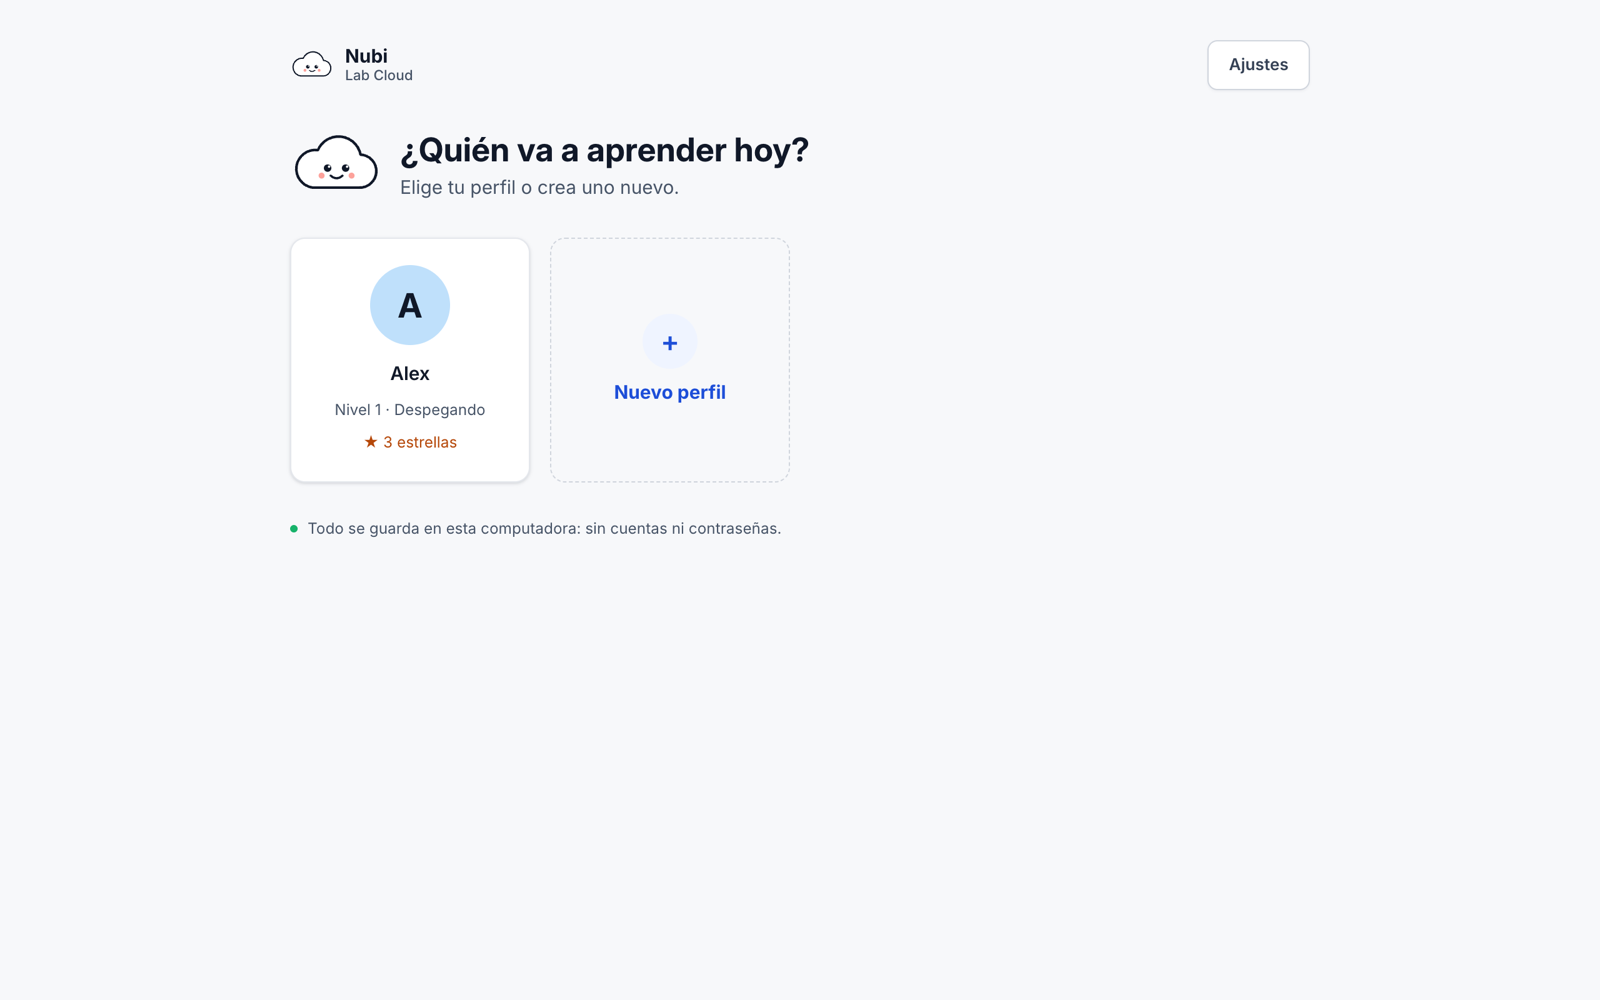 Nubi
Lab Cloud
Ajustes
¿Quién va a aprender hoy?
Elige tu perfil o crea uno nuevo.
A
Alex
Nivel 1 · Despegando
★ 3 estrellas
+
Nuevo perfil
Todo se guarda en esta computadora: sin cuentas ni contraseñas.